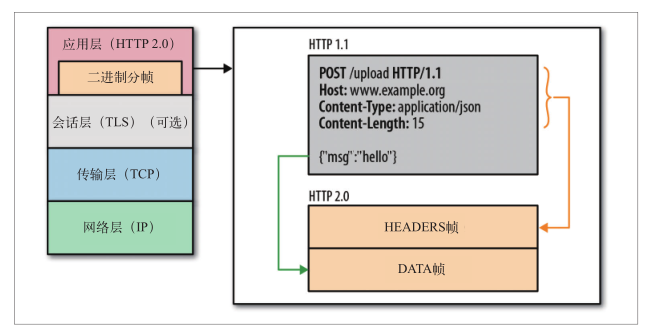 应用层（HTTP 2.0）
二进制分帧
会话层（TLS）（可选）
传输层（TCP）
网络层（IP）
HTTP 1.1
POST /upload HTTP/1.1
Host: www.example.org
Content-Type: application/json
Content-Length: 15
{"msg":"hello"}
HTTP 2.0
HEADERS帧
DATA帧